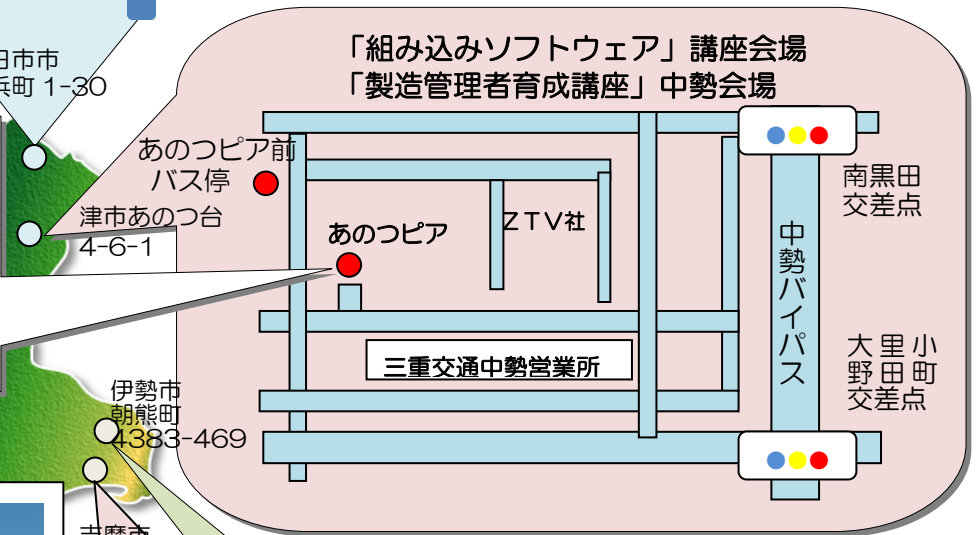 「組み込みソフトウェア」講座会場
「製造管理者育成講座」中勢会場
田市市
浜町 1-30
あのつピア前
バス停
津市あのつ台
4-6-1
あのつピア
ZTV社
南黒田
交差点
中勢バイパス
三重交通中勢営業所
大里小
野田町
交差点
伊勢市
朝熊町
4383-469
志摩市